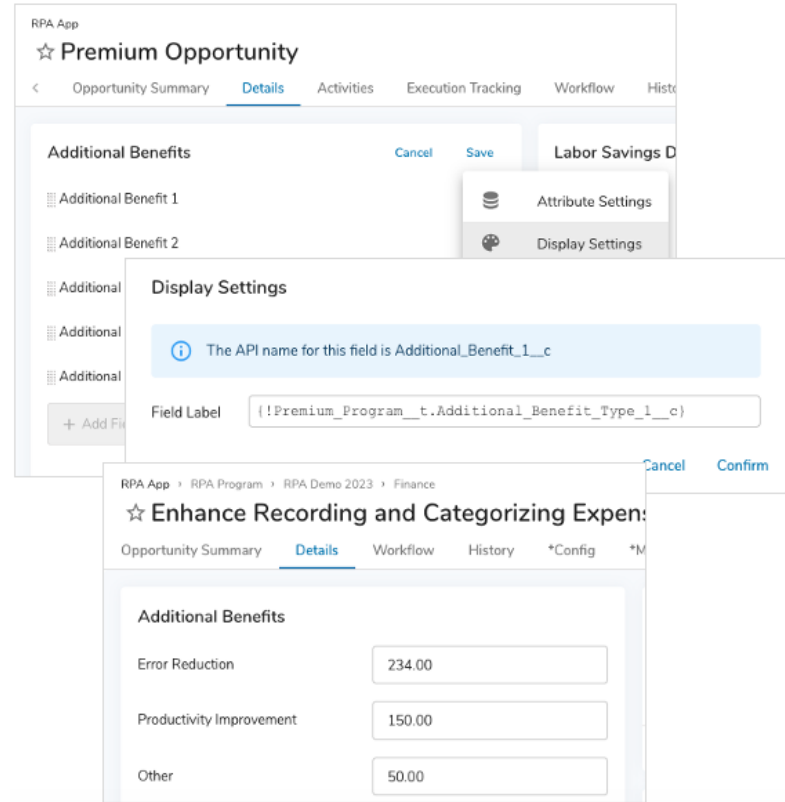 RPA App
Premium Opportunity
Opportunity Summary Details Activities Execution Tracking Workflow
Additional Benefits Cancel Save Labor Savings D
Additional Benefit 1
Attribute Settings
Additional Benefit 2
Display Settings
Additional
Display Settings
The API name for this field is Additional_Benefit_1__c
Additional
Additional
Field Label {!Premium_Program__t.Additional_Benefit_Type_1__c}
+ Add Fie
Cancel Confirm
RPA App > RPA Program > RPA Demo 2023 > Finance
Enhance Recording and Categorizing Expens
Opportunity Summary Details Workflow History *Config *M
Additional Benefits
Error Reduction 234.00
Productivity Improvement 150.00
Other 50.00